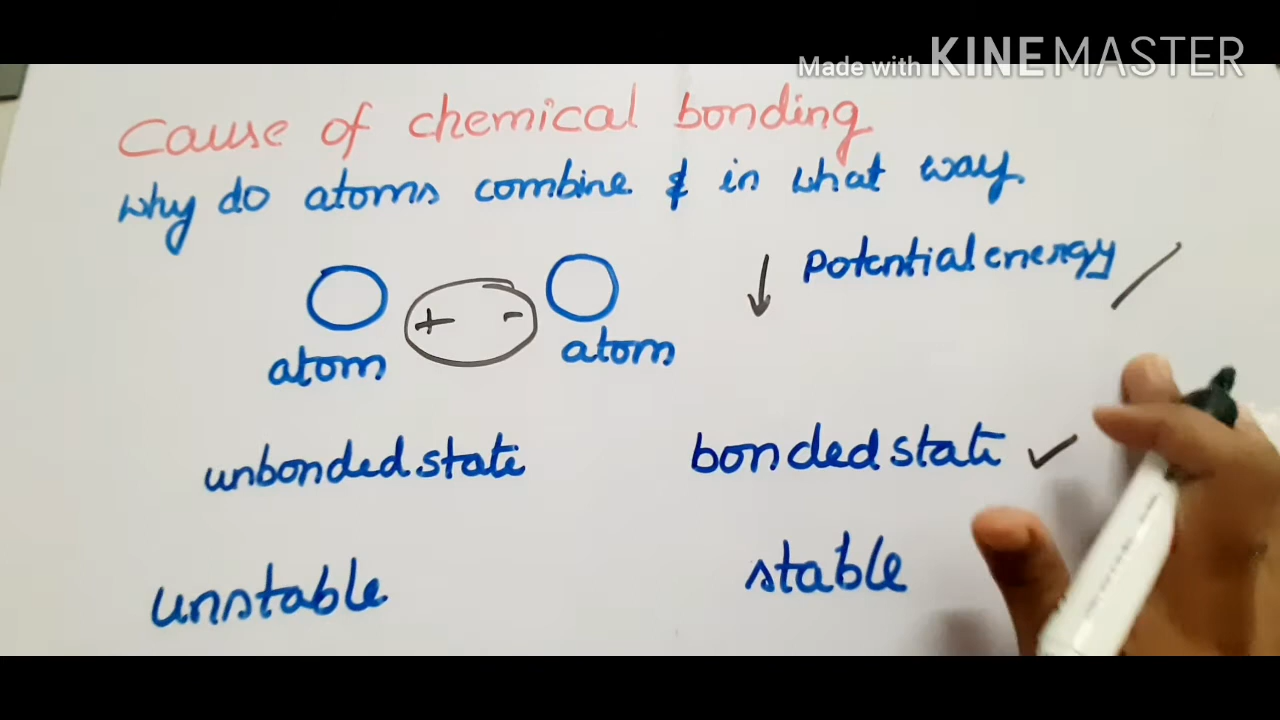 Made with KINEMASTER
Cause of chemical bonding
Why do atoms combine & in what way.
↓ Potential energy
+ -
atom atom
unbonded state bonded state ✓
unstable stable